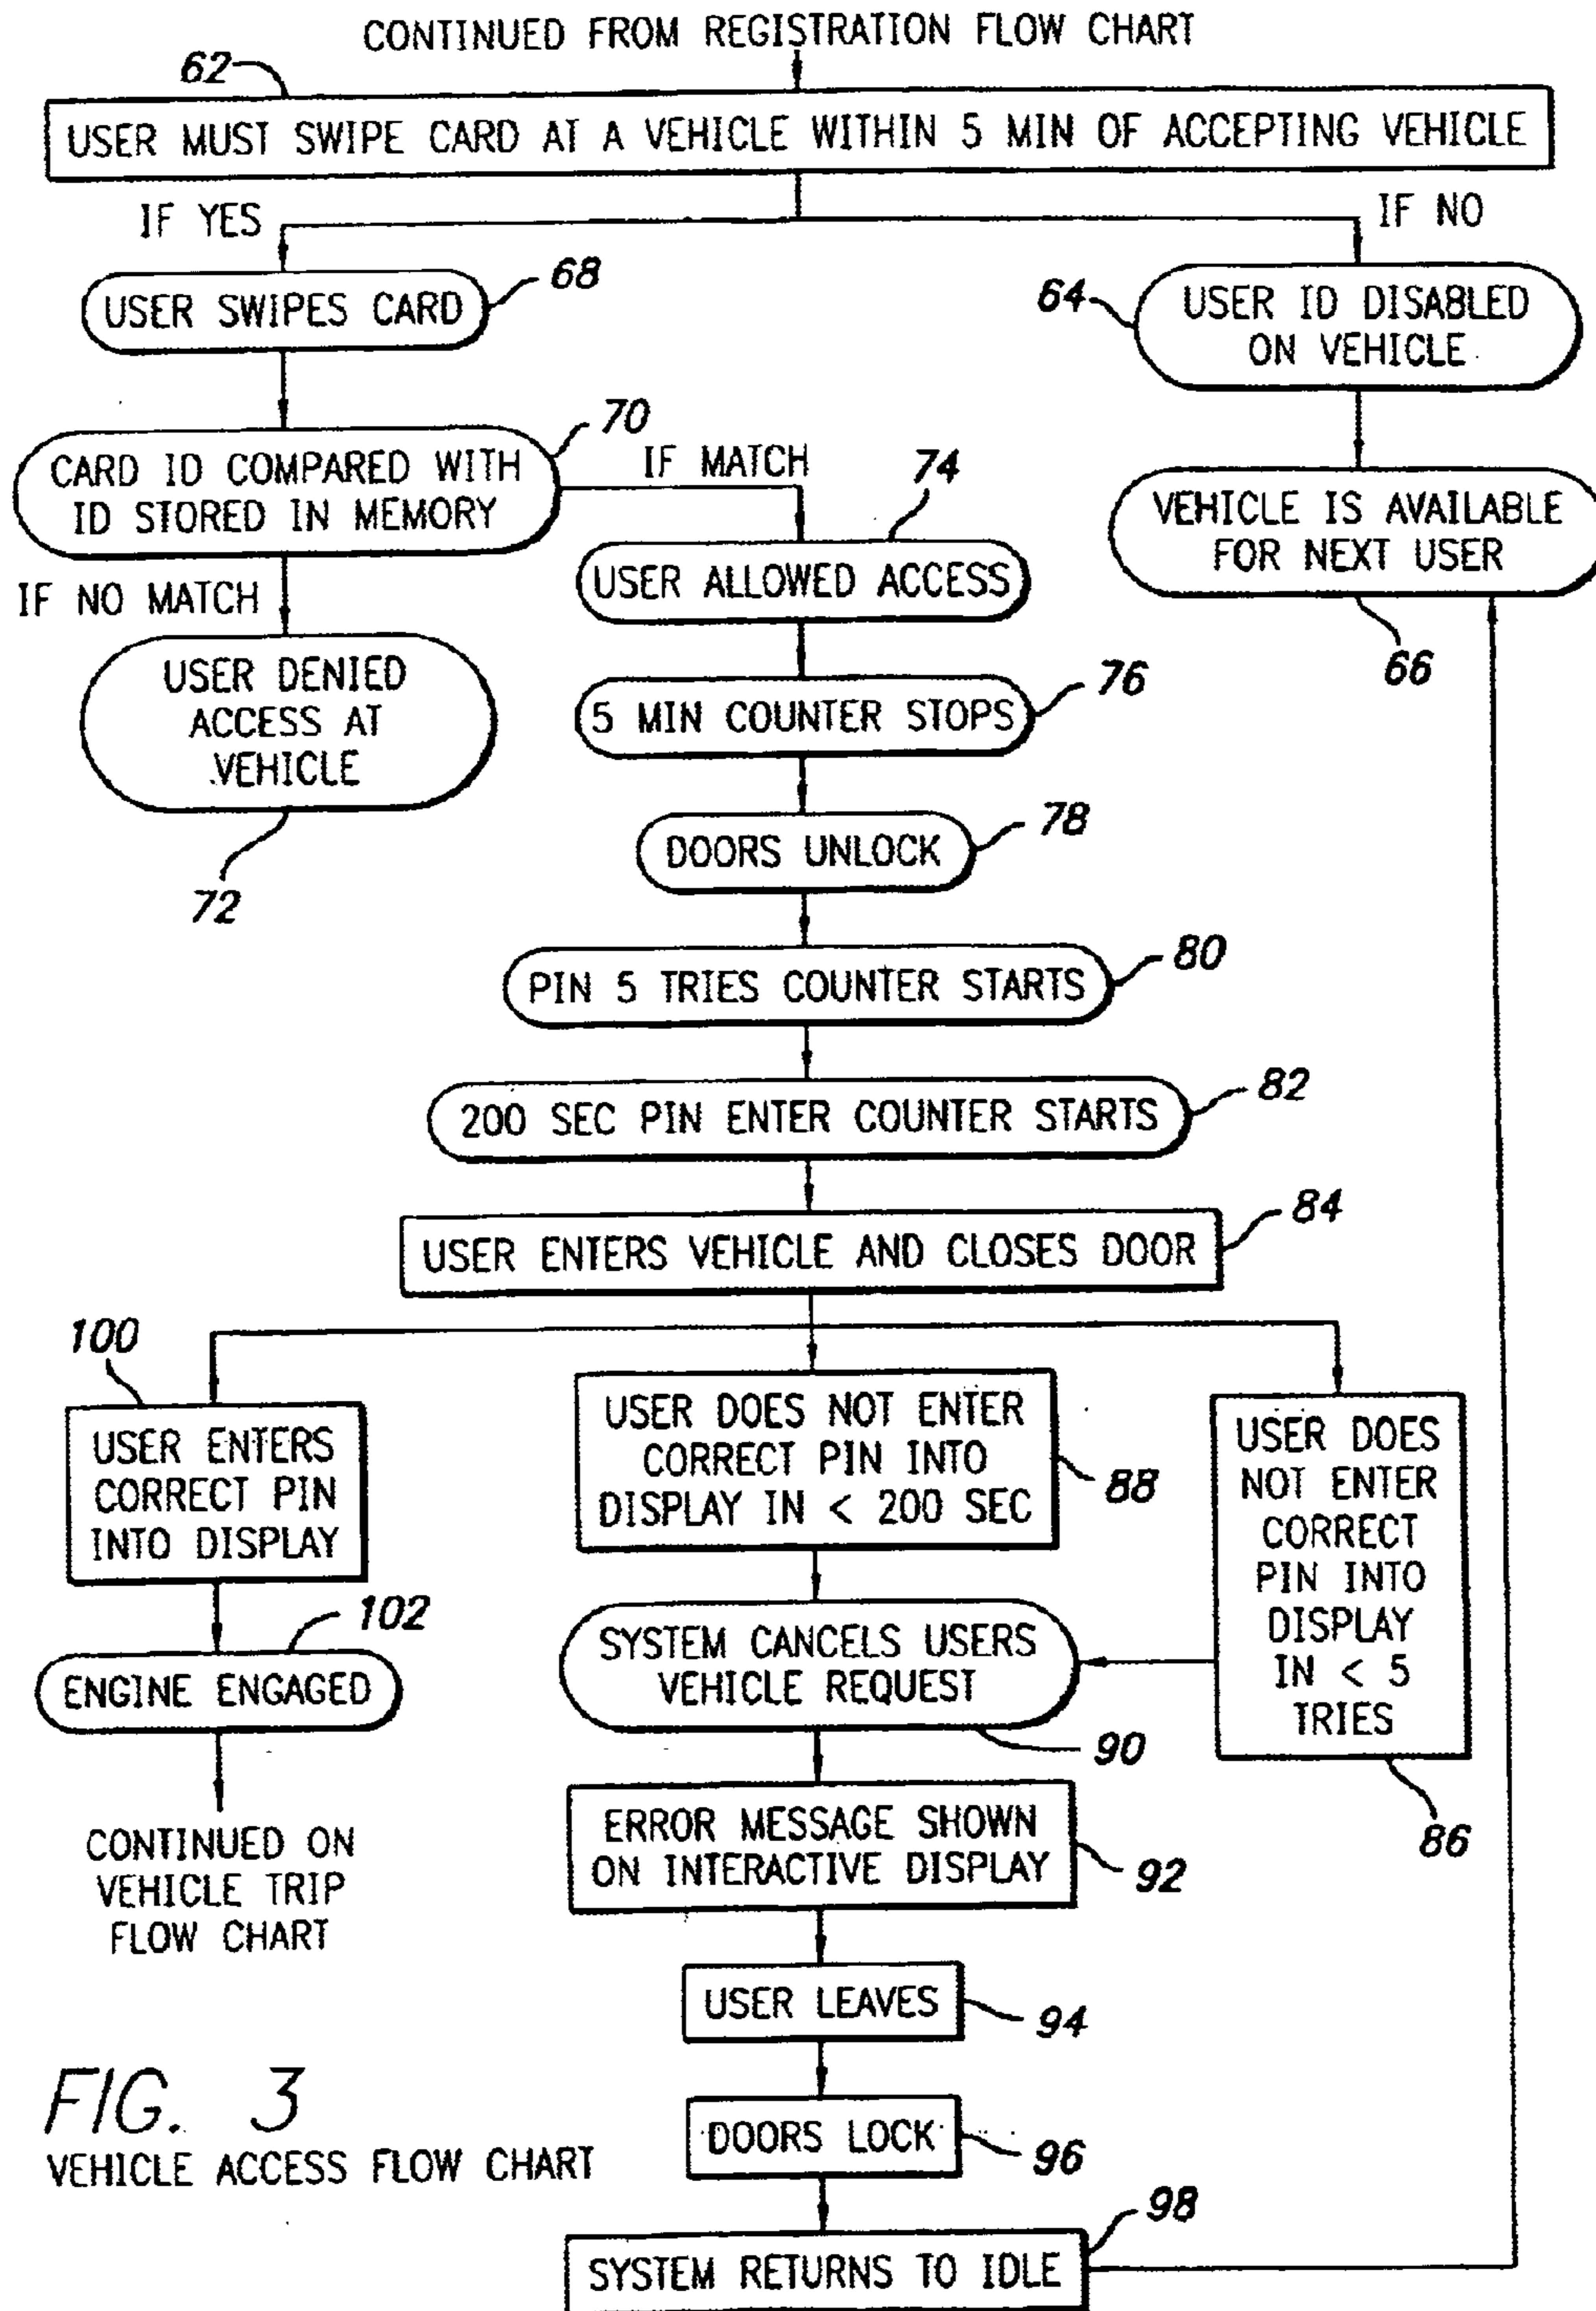 CONTINUED FROM REGISTRATION FLOW CHART
62
USER MUST SWIPE CARD AT A VEHICLE WITHIN 5 MIN OF ACCEPTING VEHICLE
IF YES
IF NO
USER SWIPES CARD
68
64
USER ID DISABLED
ON VEHICLE
70
CARD ID COMPARED WITH
ID STORED IN MEMORY
IF MATCH
74
VEHICLE IS AVAILABLE
FOR NEXT USER
66
IF NO MATCH
USER ALLOWED ACCESS
USER DENIED
ACCESS AT
VEHICLE
72
5 MIN COUNTER STOPS
76
DOORS UNLOCK
78
PIN 5 TRIES COUNTER STARTS
80
200 SEC PIN ENTER COUNTER STARTS
82
USER ENTERS VEHICLE AND CLOSES DOOR
84
100
USER ENTERS
CORRECT PIN
INTO DISPLAY
USER DOES NOT ENTER
CORRECT PIN INTO
DISPLAY IN < 200 SEC
88
USER DOES
NOT ENTER
CORRECT
PIN INTO
DISPLAY
IN < 5
TRIES
86
102
ENGINE ENGAGED
CONTINUED ON
VEHICLE TRIP
FLOW CHART
SYSTEM CANCELS USERS
VEHICLE REQUEST
90
ERROR MESSAGE SHOWN
ON INTERACTIVE DISPLAY
92
USER LEAVES
94
DOORS LOCK
96
SYSTEM RETURNS TO IDLE
98
FIG. 3
VEHICLE ACCESS FLOW CHART